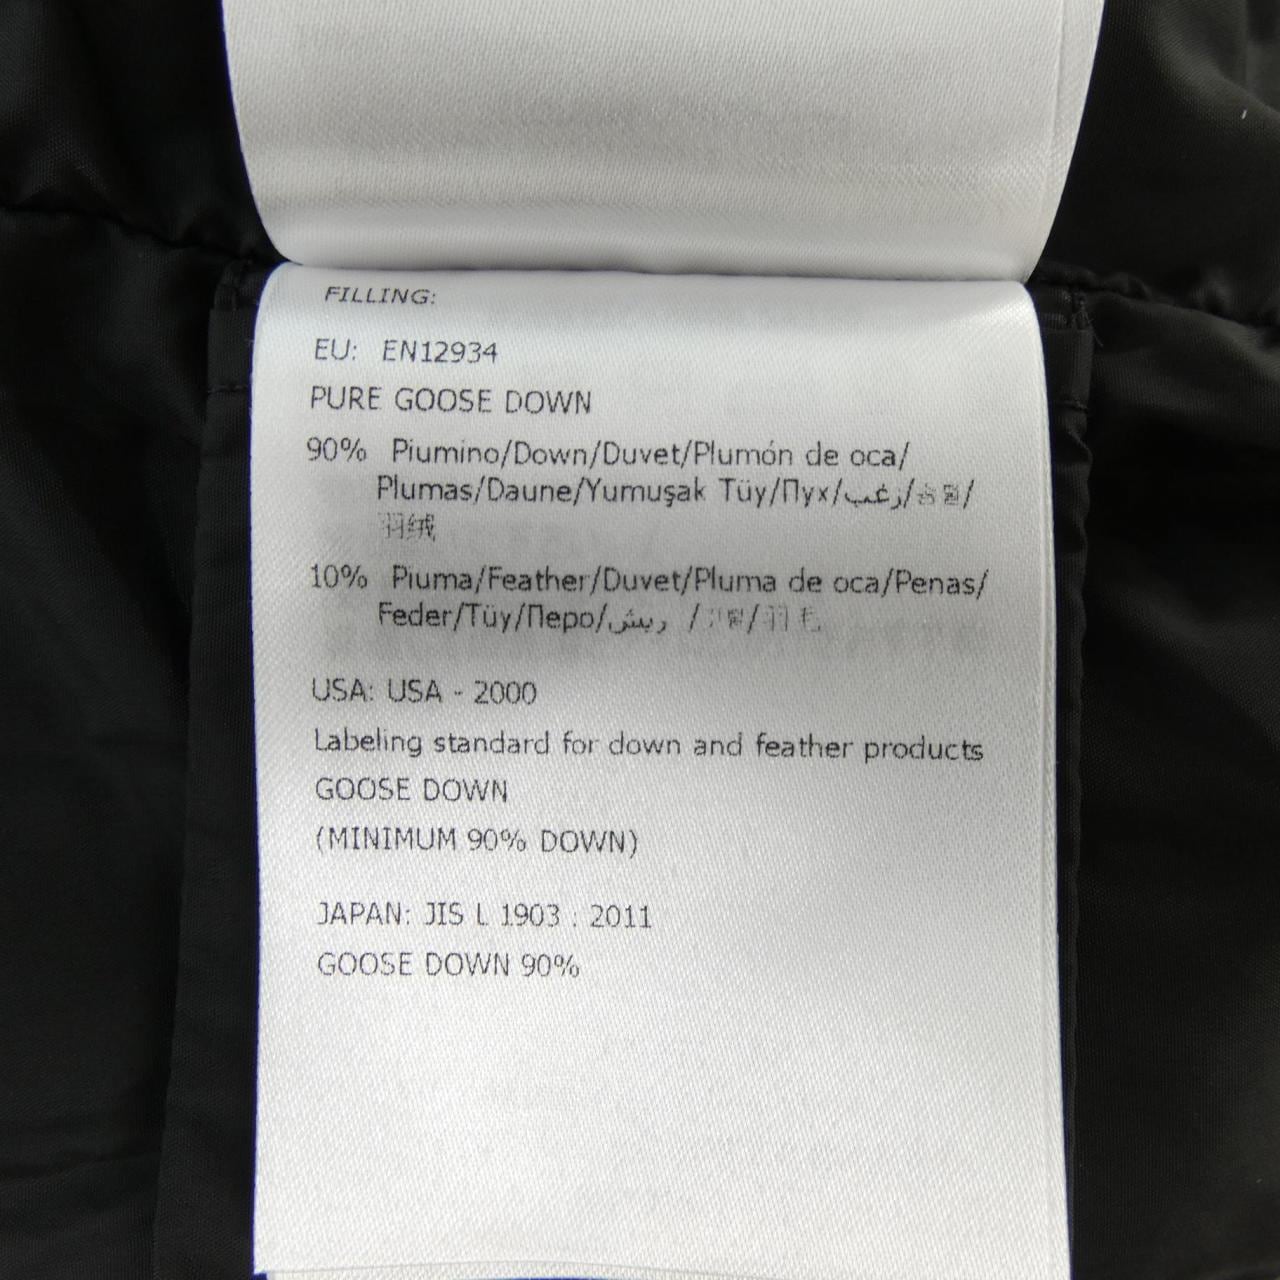 FILLING:
EU: EN12934
PURE GOOSE DOWN
90% Piumino/Down/Duvet/Plumón de oca/
Plumas/Daune/Yumuşak Tüy/Пух/زغب/
羽绒
10% Piuma/Feather/Duvet/Pluma de oca/Penas/
Feder/Tüy/Перо/ريش / /羽毛
USA: USA - 2000
Labeling standard for down and feather products
GOOSE DOWN
(MINIMUM 90% DOWN)
JAPAN: JIS L 1903 : 2011
GOOSE DOWN 90%